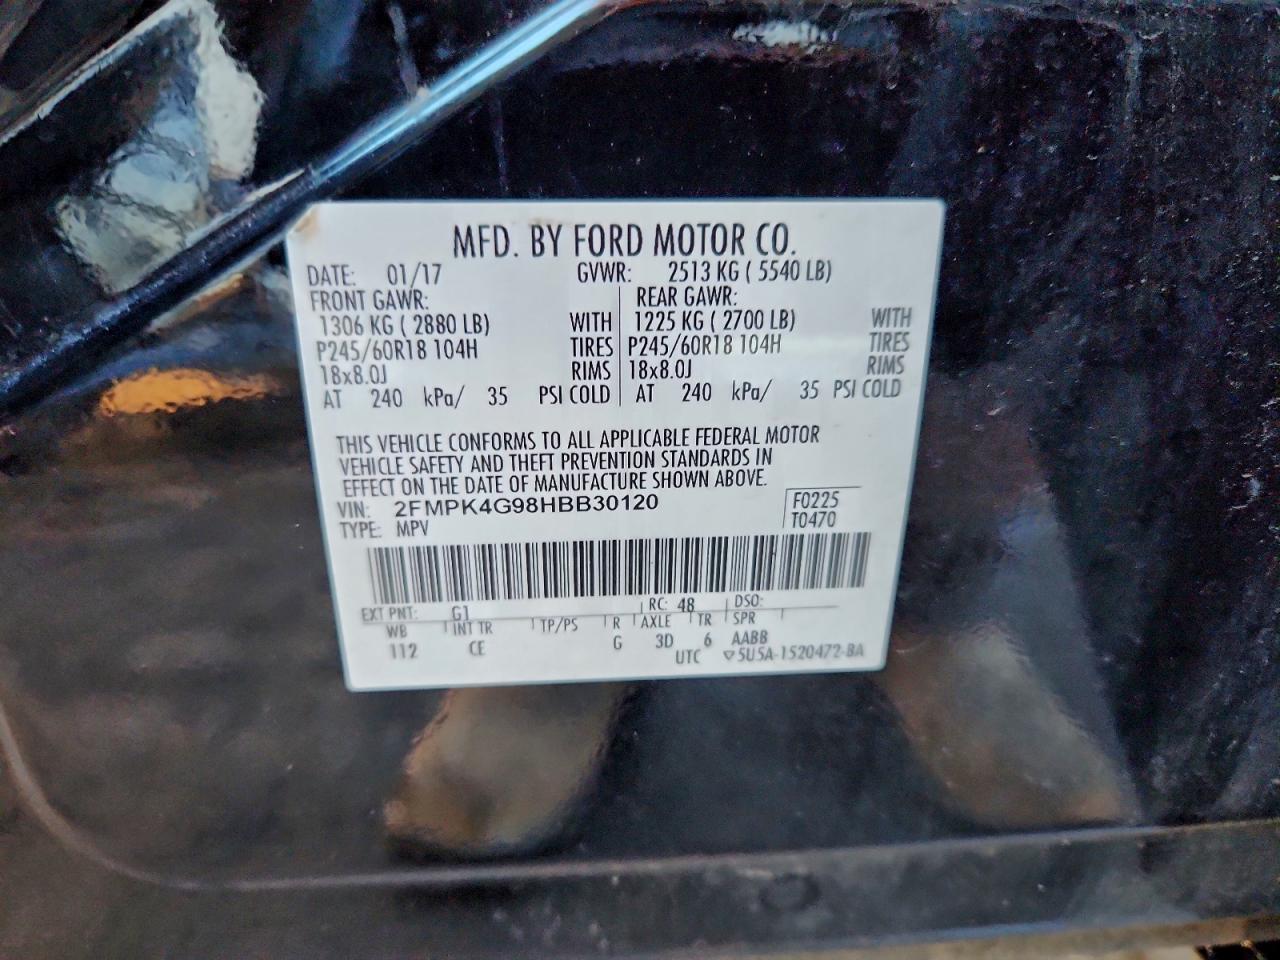 MFD. BY FORD MOTOR CO.
DATE: 01/17 GVWR: 2513 KG ( 5540 LB)
FRONT GAWR: REAR GAWR:
1306 KG ( 2880 LB) WITH 1225 KG ( 2700 LB) WITH
P245/60R18 104H TIRES P245/60R18 104H TIRES
18x8.0J RIMS 18x8.0J RIMS
AT 240 kPa/ 35 PSI COLD AT 240 kPa/ 35 PSI COLD
THIS VEHICLE CONFORMS TO ALL APPLICABLE FEDERAL MOTOR
VEHICLE SAFETY AND THEFT PREVENTION STANDARDS IN
EFFECT ON THE DATE OF MANUFACTURE SHOWN ABOVE.
VIN: 2FMPK4G98HBB30120 F0225
TYPE: MPV T0470
EXT PNT: G1 RC: 48 DSO:
WB INT TR TP/PS R AXLE TR SPR
112 CE G 3D 6 AABB
UTC ▽5U5A-1520472-BA